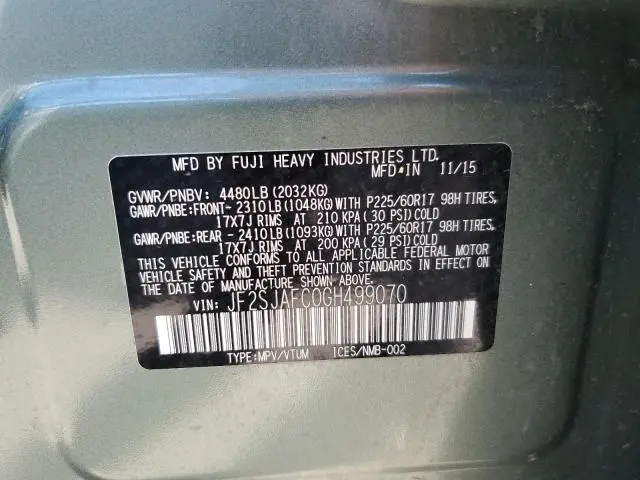 MFD BY FUJI HEAVY INDUSTRIES LTD.
MFD IN 11/15
GVWR/PNBV: 4480LB (2032KG)
GAWR/PNBE:FRONT- 2310LB (1048KG) WITH P225/60R17 98H TIRES,
17X7J RIMS AT 210 KPA (30 PSI) COLD
GAWR/PNBE:REAR - 2410LB (1093KG) WITH P225/60R17 98H TIRES,
17X7J RIMS AT 200 KPA (29 PSI) COLD
THIS VEHICLE CONFORMS TO ALL APPLICABLE FEDERAL MOTOR
VEHICLE SAFETY AND THEFT PREVENTION STANDARDS IN EFFECT ON
THE DATE OF MANUFACTURE SHOWN ABOVE.
VIN: JF2SJAFC0GH499070
TYPE:MPV/VTUM ICES/NMB-002